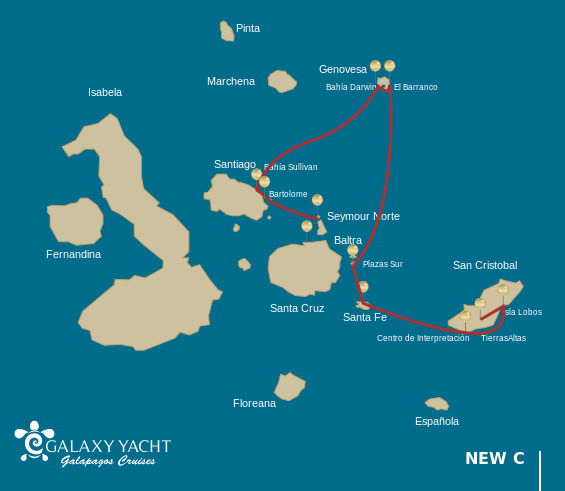 Pinta
Genovesa
Marchena
Bahía Darwin
El Barranco
Isabela
Santiago
Bahía Sullivan
Bartolome
Seymour Norte
Baltra
Fernandina
Plazas Sur
San Cristobal
Santa Cruz
Santa Fe
sla Lobos
Centro de Interpretación
TierrasAltas
Floreana
Española
GALAXY YACHT
Galapagos Cruises
NEW C